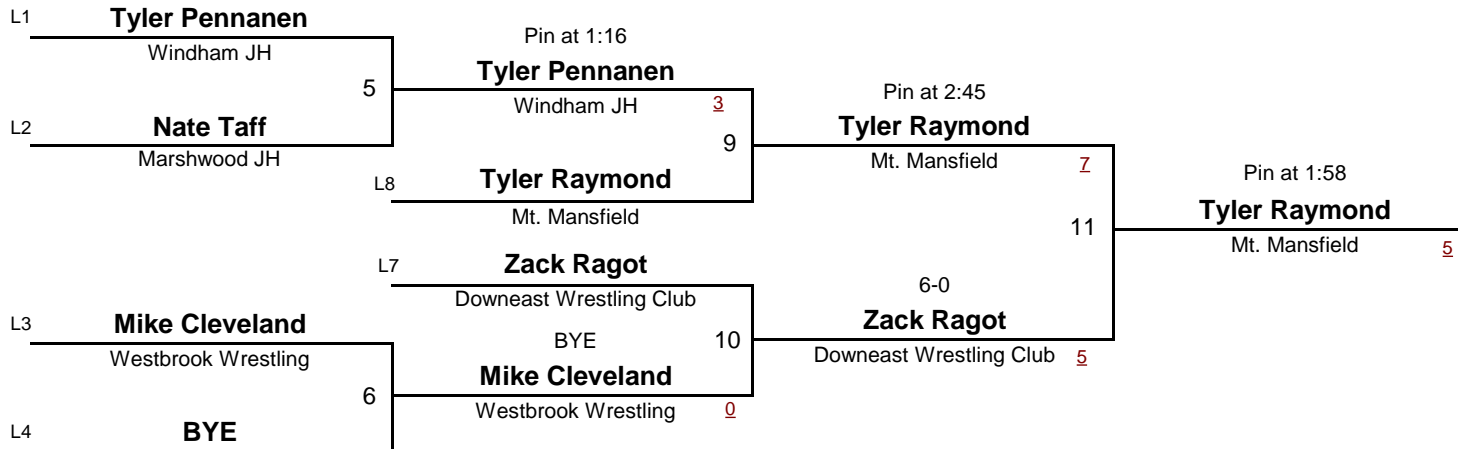 L1
Tyler Pennanen
Windham JH
5
L2
Nate Taff
Marshwood JH
Pin at 1:16
Tyler Pennanen
Windham JH 3
9
L8
Tyler Raymond
Mt. Mansfield
Pin at 2:45
Tyler Raymond
Mt. Mansfield 7
11
Pin at 1:58
Tyler Raymond
Mt. Mansfield 5
L7
Zack Ragot
Downeast Wrestling Club
10
6-0
Zack Ragot
Downeast Wrestling Club 5
L3
Mike Cleveland
Westbrook Wrestling
6
BYE
Mike Cleveland
Westbrook Wrestling 0
L4
BYE